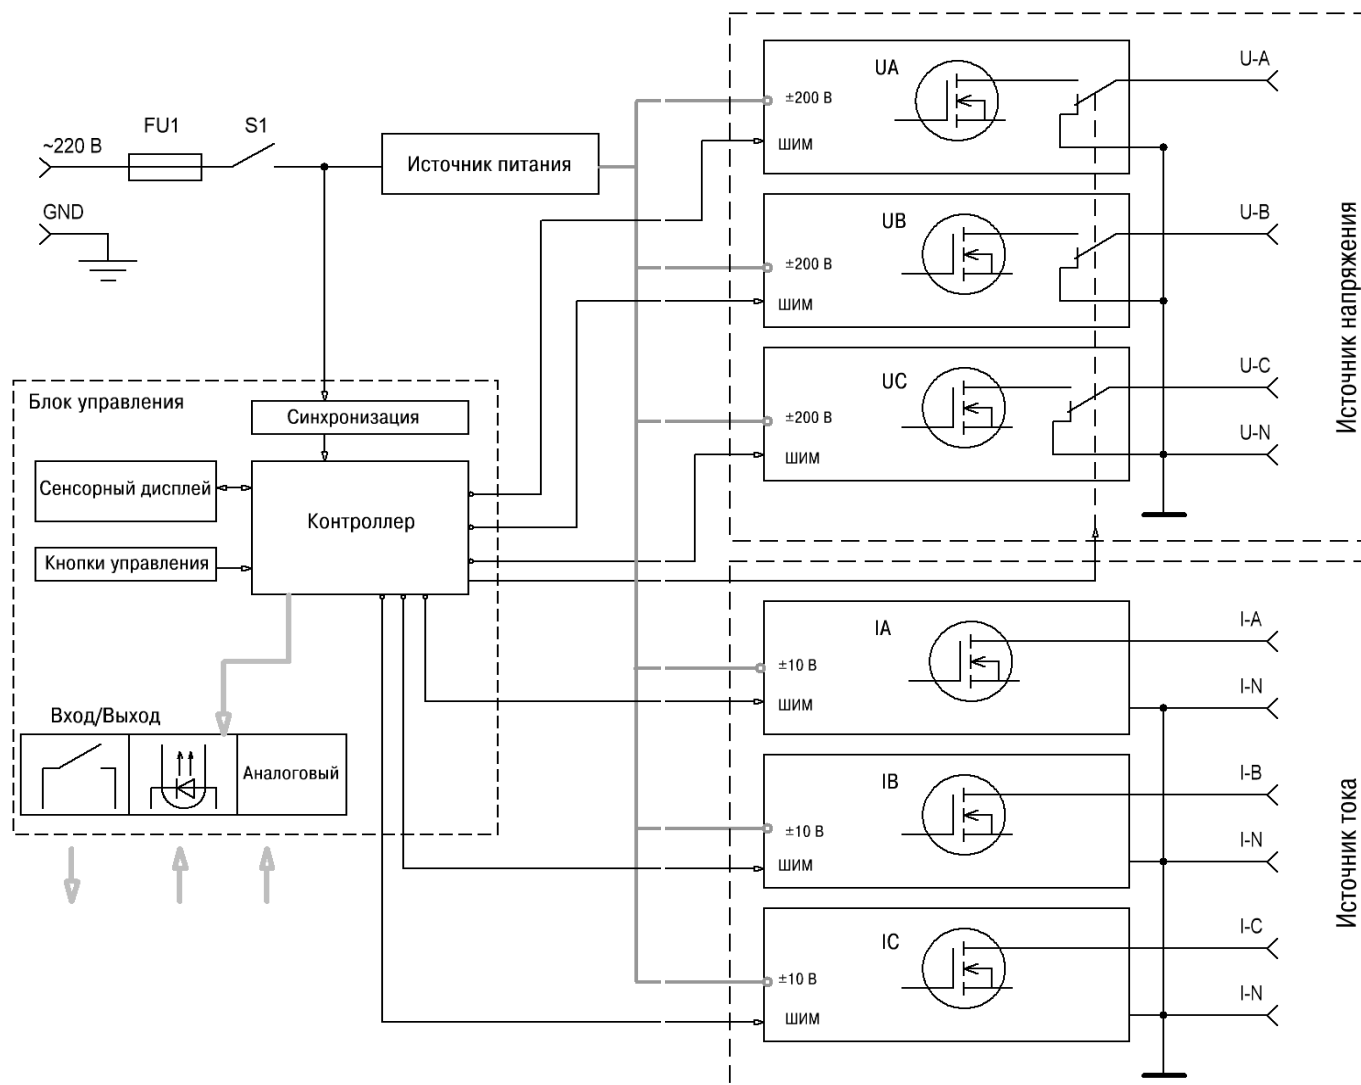 ~220 В
FU1
S1
GND
Источник питания
Блок управления
Синхронизация
Сенсорный дисплей
Контроллер
Кнопки управления
Вход/Выход
Аналоговый
UA
±200 В
ШИМ
U-A
UB
±200 В
ШИМ
U-B
UC
±200 В
ШИМ
U-C
U-N
Источник напряжения
IA
±10 В
ШИМ
I-A
I-N
IB
±10 В
ШИМ
I-B
I-N
IC
±10 В
ШИМ
I-C
I-N
Источник тока